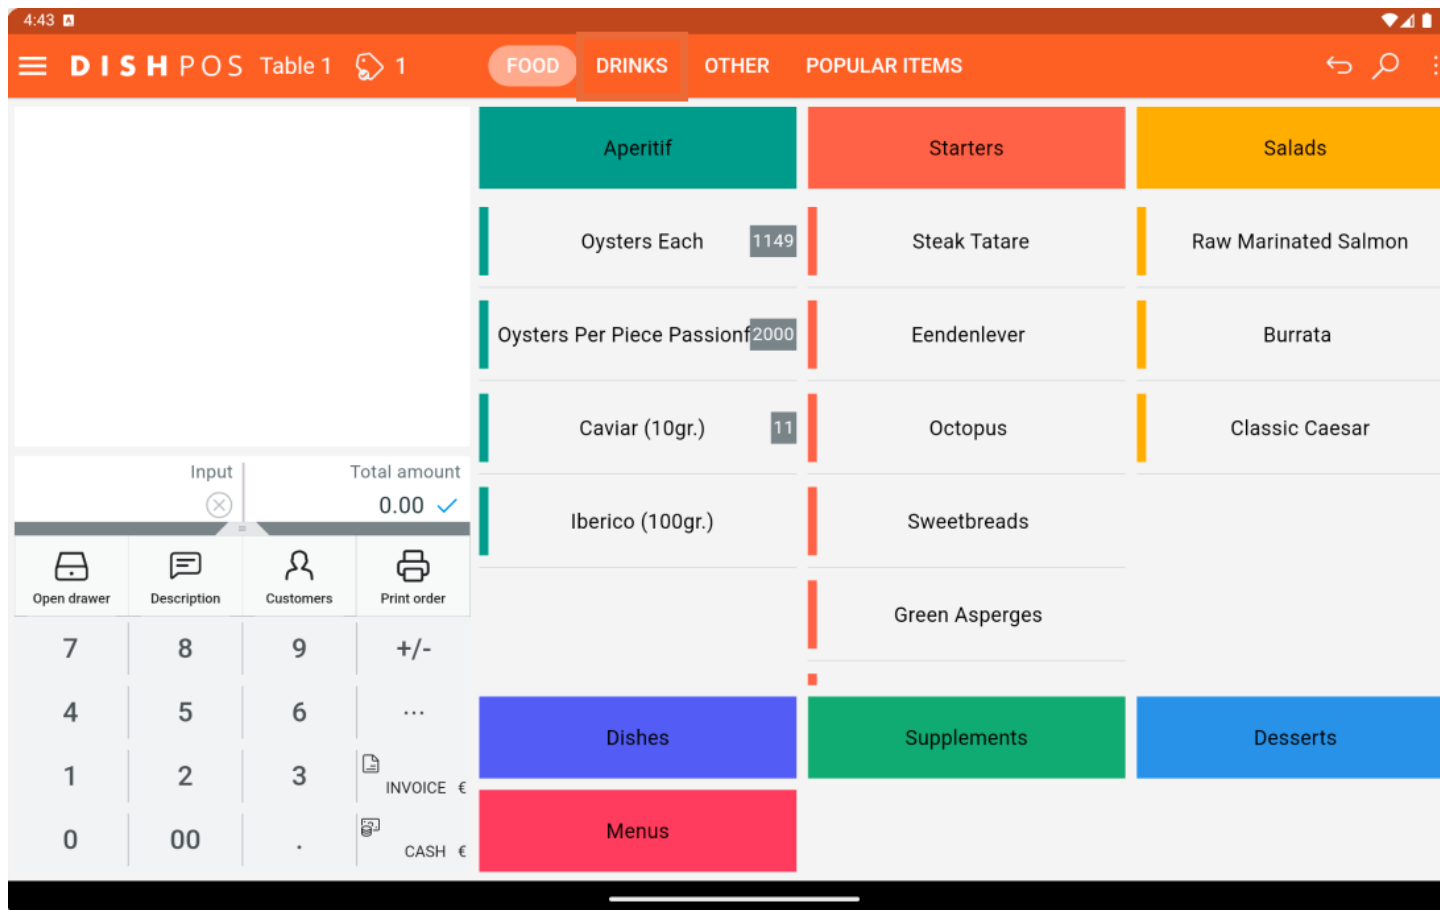 4:43 A
DISH POS Table 1 1 FOOD DRINKS OTHER POPULAR ITEMS
Aperitif Starters Salads
Oysters Each 1149 Steak Tatare Raw Marinated Salmon
Oysters Per Piece Passionf 2000 Eendenlever Burrata
Caviar (10gr.) 11 Octopus Classic Caesar
Input Total amount
0.00
Iberico (100gr.) Sweetbreads
Open drawer Description Customers Print order
Green Asperges
7 8 9 +/-
4 5 6 ...
Dishes Supplements Desserts
1 2 3 INVOICE €
0 00 . CASH €
Menus